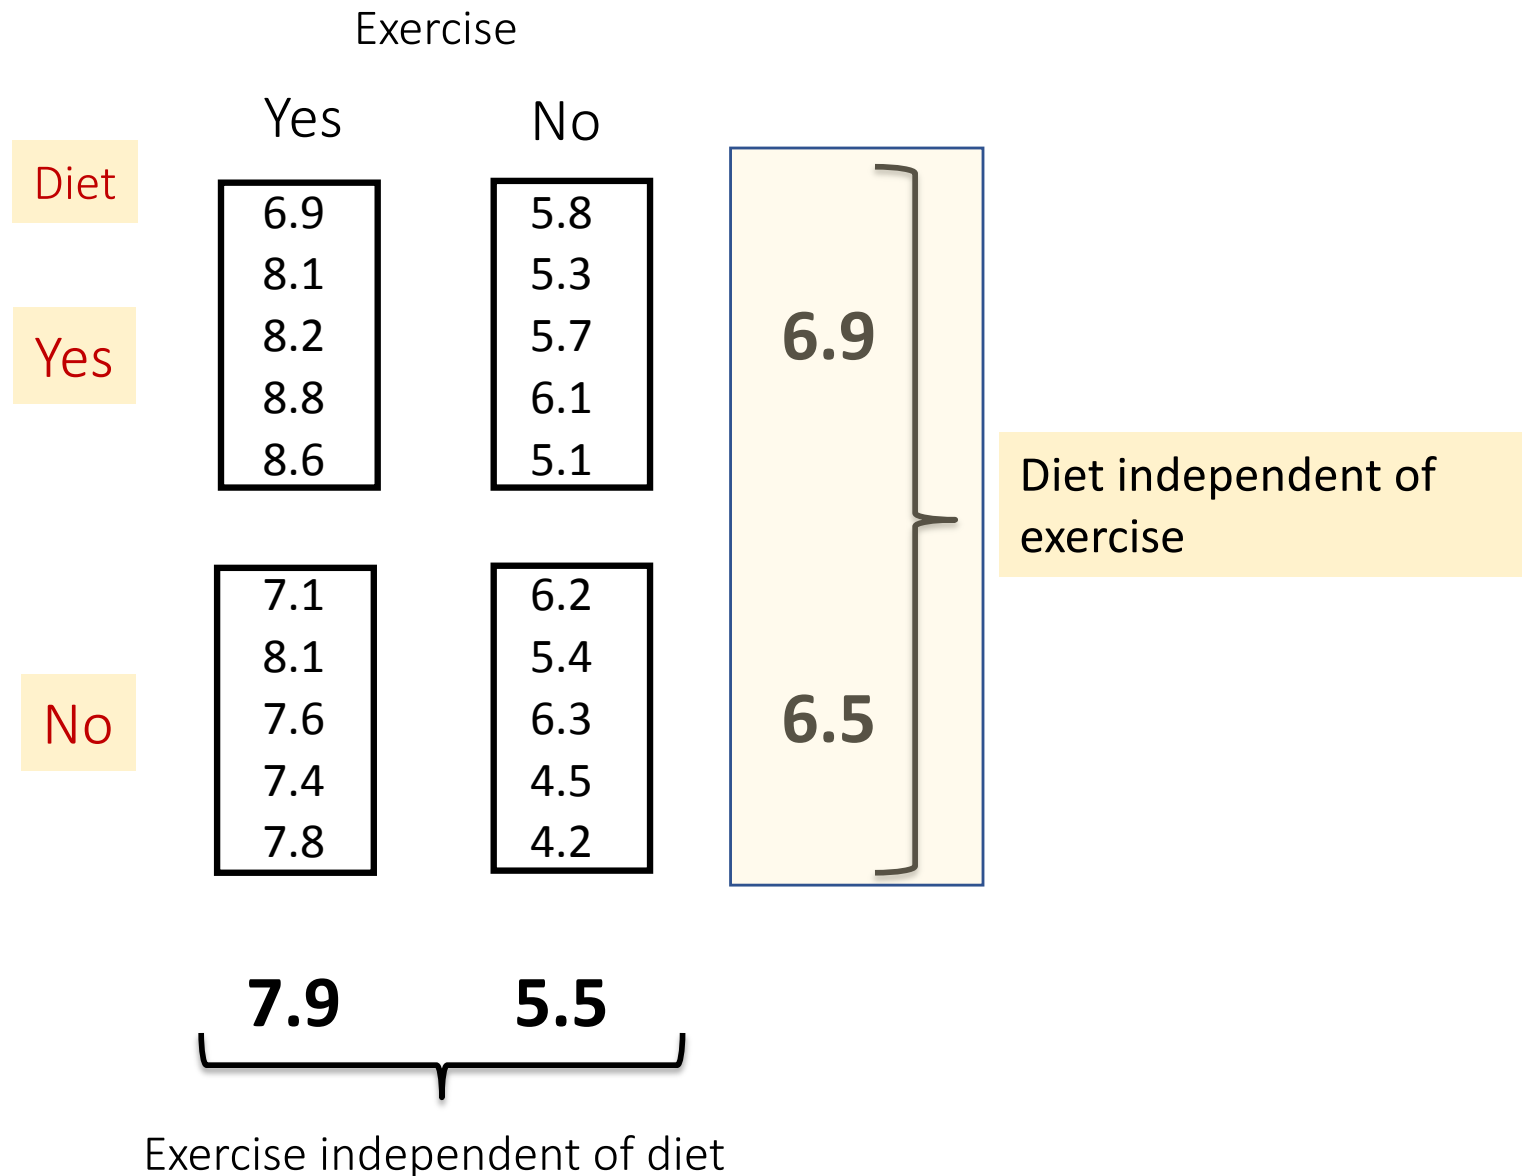 Exercise
Yes No
Diet
6.9 5.8
8.1 5.3
Yes 8.2 5.7 6.9
8.8 6.1
8.6 5.1
Diet independent of
exercise
7.1 6.2
8.1 5.4
No 7.6 6.3 6.5
7.4 4.5
7.8 4.2
7.9 5.5
Exercise independent of diet